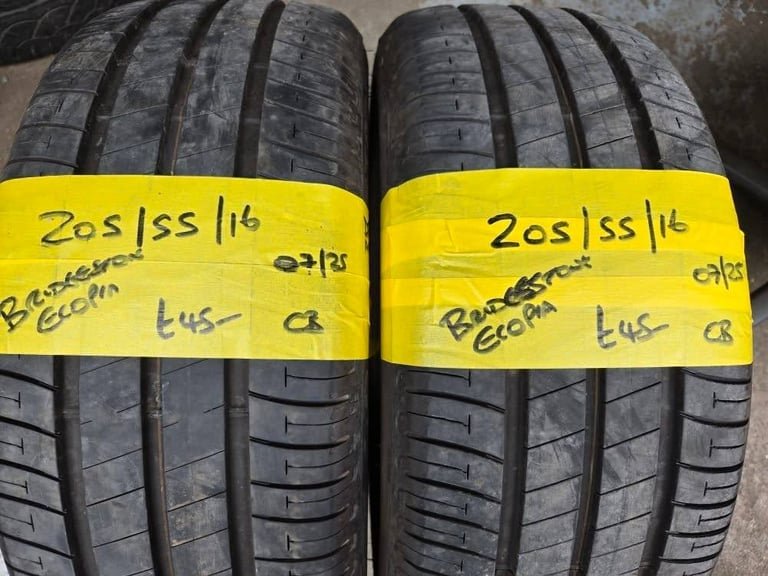 205/55/16
07/25
BRIDGESTONE
ECOPIA
£45-
CB
205/55/16
07/25
BRIDGESTONE
ECOPIA
£45-
CB